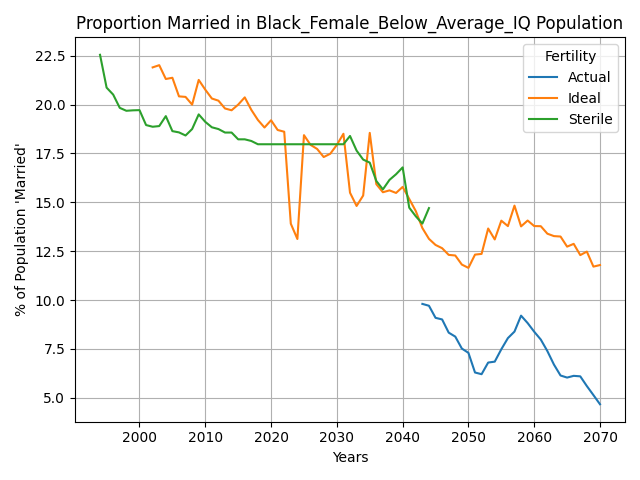 Proportion Married in Black_Female_Below_Average_IQ Population
% of Population 'Married'
22.5
20.0
17.5
15.0
12.5
10.0
7.5
5.0
Fertility
Actual
Ideal
Sterile
2000 2010 2020 2030 2040 2050 2060 2070
Years